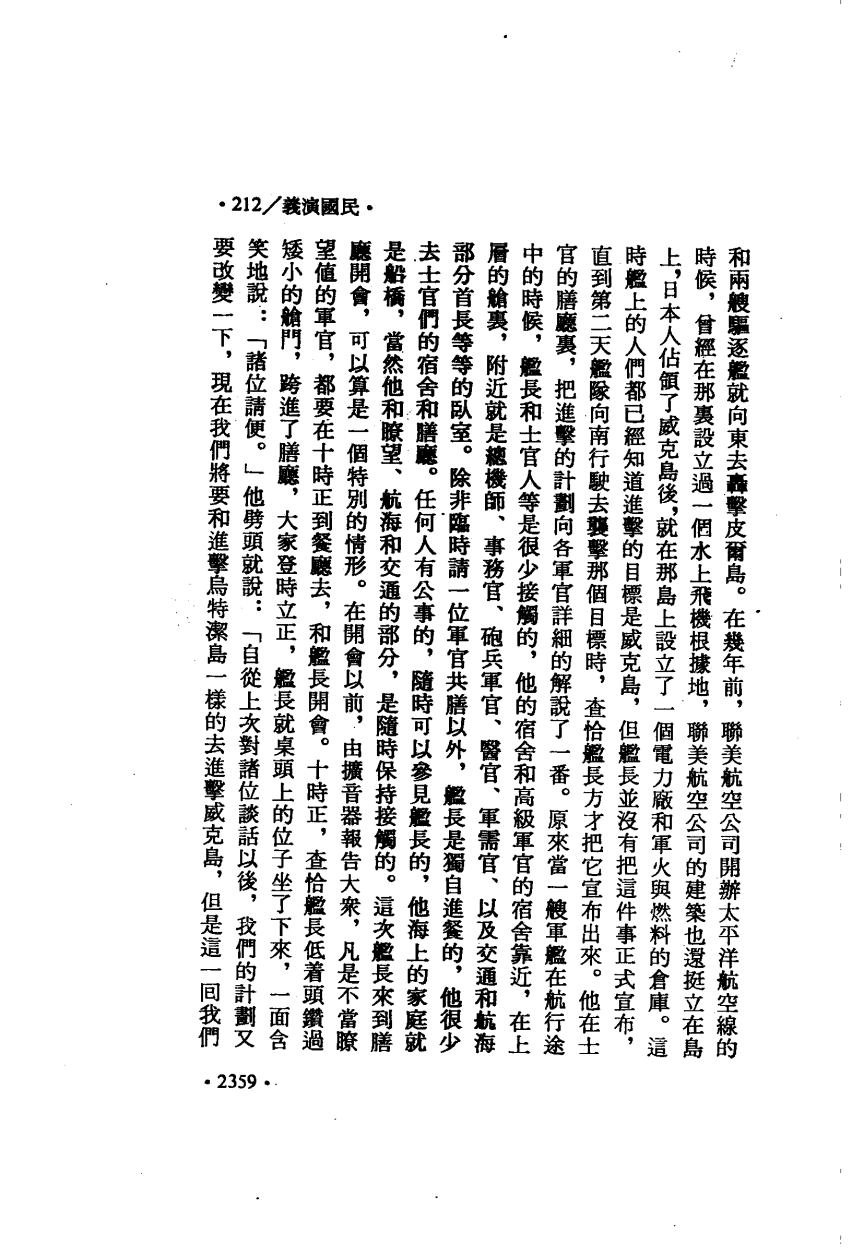 •212／義演國民•
和兩艘驅逐艦就向東去轟擊皮爾島。在幾年前，聯美航空公司開辦太平洋航空線的
時候，曾經在那裏設立過一個水上飛機根據地，聯美航空公司的建築也還挺立在島
上，日本人佔領了威克島後，就在那島上設立了一個電力廠和軍火與燃料的倉庫。這
時艦上的人們都已經知道進擊的目標是威克島，但艦長並沒有把這件事正式宣布，
直到第二天艦隊向南行駛去襲擊那個目標時，查恰艦長方才把它宣布出來。他在士
官的膳廳裏，把進擊的計劃向各軍官詳細的解說了一番。原來當一艘軍艦在航行途
中的時候，艦長和士官人等是很少接觸的，他的宿舍和高級軍官的宿舍靠近，在上
層的艙裏，附近就是總機師、事務官、砲兵軍官、醫官、軍需官、以及交通和航海
部分首長等等的臥室。除非臨時請一位軍官共膳以外，艦長是獨自進餐的，他很少
去士官們的宿舍和膳廳。任何人有公事的，隨時可以參見艦長的，他海上的家庭就
是船橋，當然他和瞭望、航海和交通的部分，是隨時保持接觸的。這次艦長來到膳
廳開會，可以算是一個特別的情形。在開會以前，由擴音器報告大衆，凡是不當瞭
望值的軍官，都要在十時正到餐廳去，和艦長開會。十時正，查恰艦長低着頭鑽過
矮小的艙門，跨進了膳廳，大家登時立正，艦長就桌頭上的位子坐了下來，一面含
笑地說：「諸位請便。」他劈頭就說：「自從上次對諸位談話以後，我們的計劃又
要改變一下，現在我們將要和進擊烏特潔島一樣的去進擊威克島，但是這一囘我們
•2359•